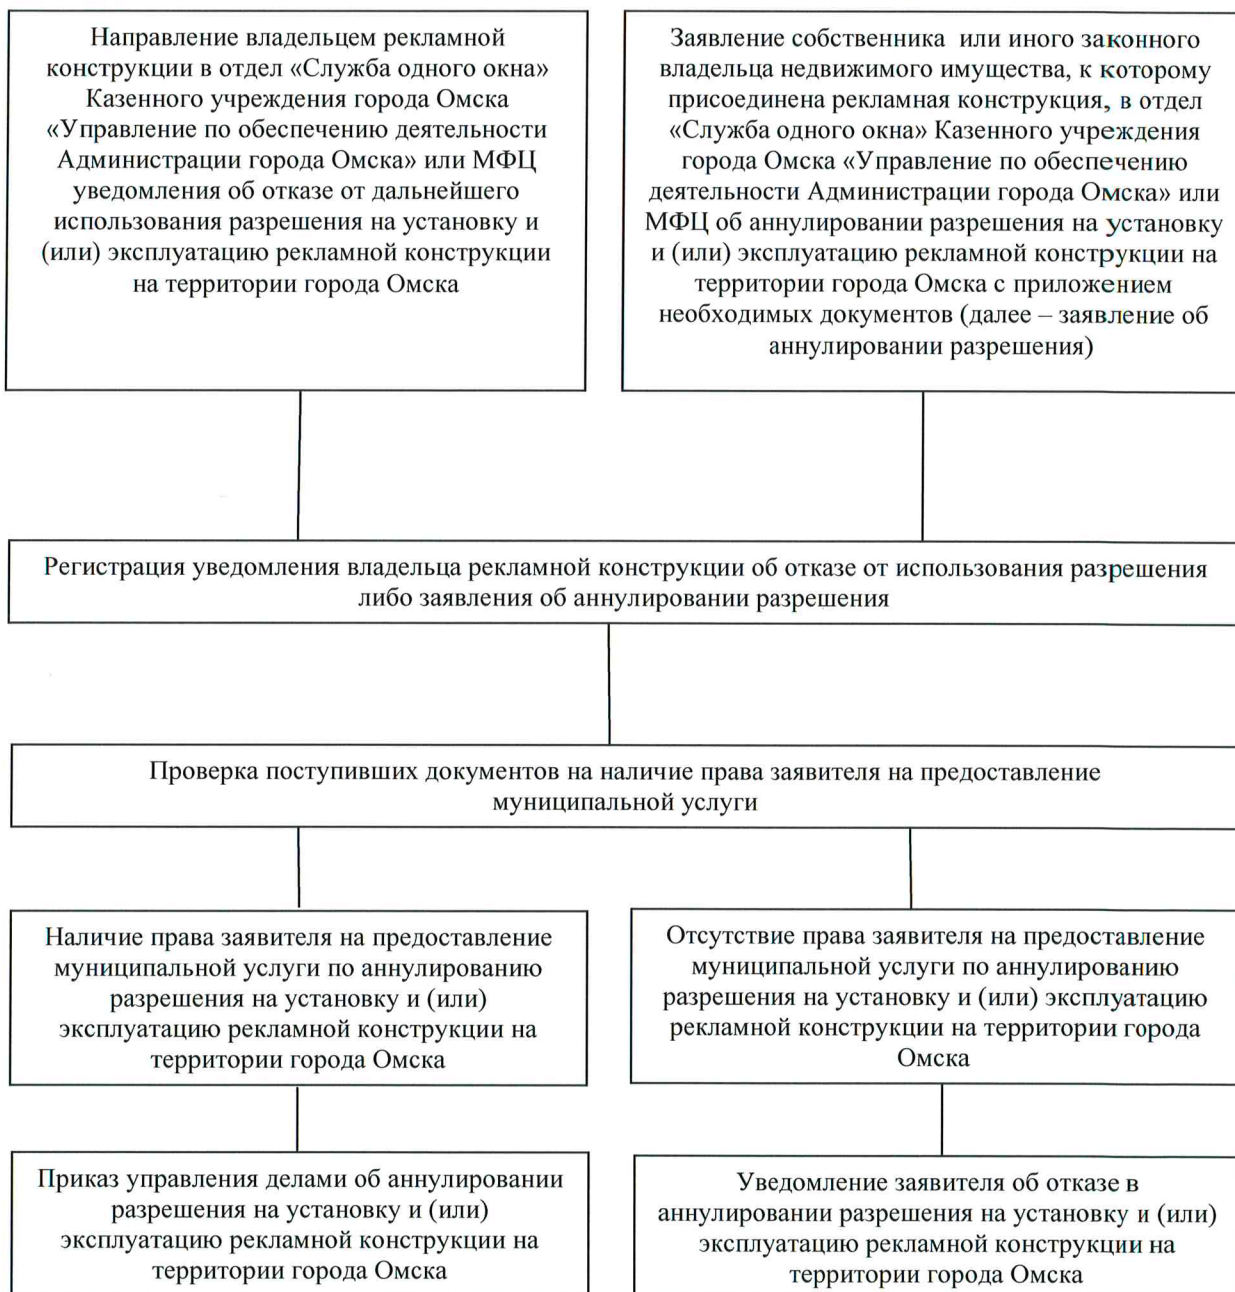 Направление владельцем рекламной
конструкции в отдел «Служба одного окна»
Казенного учреждения города Омска
«Управление по обеспечению деятельности
Администрации города Омска» или МФЦ
уведомления об отказе от дальнейшего
использования разрешения на установку и
(или) эксплуатацию рекламной конструкции
на территории города Омска
Заявление собственника или иного законного
владельца недвижимого имущества, к которому
присоединена рекламная конструкция, в отдел
«Служба одного окна» Казенного учреждения
города Омска «Управление по обеспечению
деятельности Администрации города Омска» или
МФЦ об аннулировании разрешения на установку
и (или) эксплуатацию рекламной конструкции на
территории города Омска с приложением
необходимых документов (далее – заявление об
аннулировании разрешения)
Регистрация уведомления владельца рекламной конструкции об отказе от использования разрешения
либо заявления об аннулировании разрешения
Проверка поступивших документов на наличие права заявителя на предоставление
муниципальной услуги
Наличие права заявителя на предоставление
муниципальной услуги по аннулированию
разрешения на установку и (или)
эксплуатацию рекламной конструкции на
территории города Омска
Отсутствие права заявителя на предоставление
муниципальной услуги по аннулированию
разрешения на установку и (или) эксплуатацию
рекламной конструкции на территории города
Омска
Приказ управления делами об аннулировании
разрешения на установку и (или)
эксплуатацию рекламной конструкции на
территории города Омска
Уведомление заявителя об отказе в
аннулировании разрешения на установку и (или)
эксплуатацию рекламной конструкции на
территории города Омска